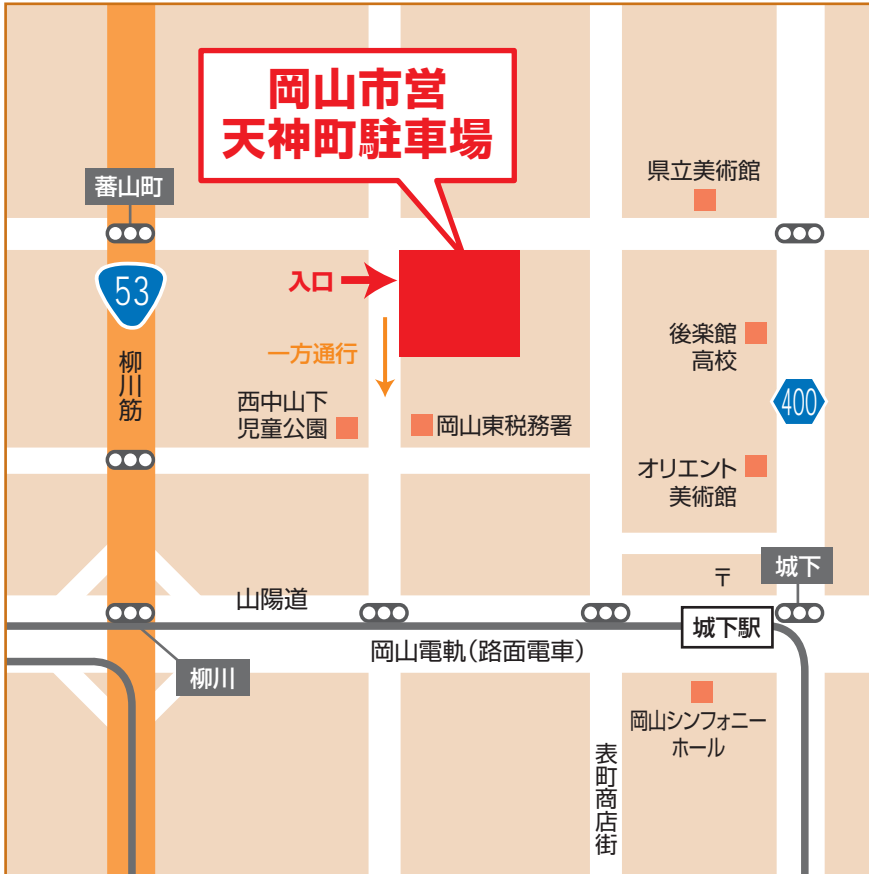 岡山市営
天神町駐車場
県立美術館
蕃山町
53
入口
一方通行
後楽館
高校
柳川筋
400
西中山下
児童公園
岡山東税務署
オリエント
美術館
〒
城下
山陽道
城下駅
岡山電軌(路面電車)
柳川
岡山シンフォニー
ホール
表町商店街